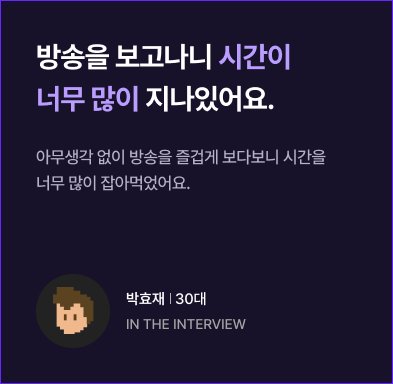 방송을 보고나니 시간이
너무 많이 지나있어요.
아무생각 없이 방송을 즐겁게 보다보니 시간을
너무 많이 잡아먹었어요.
박효재 | 30대
IN THE INTERVIEW